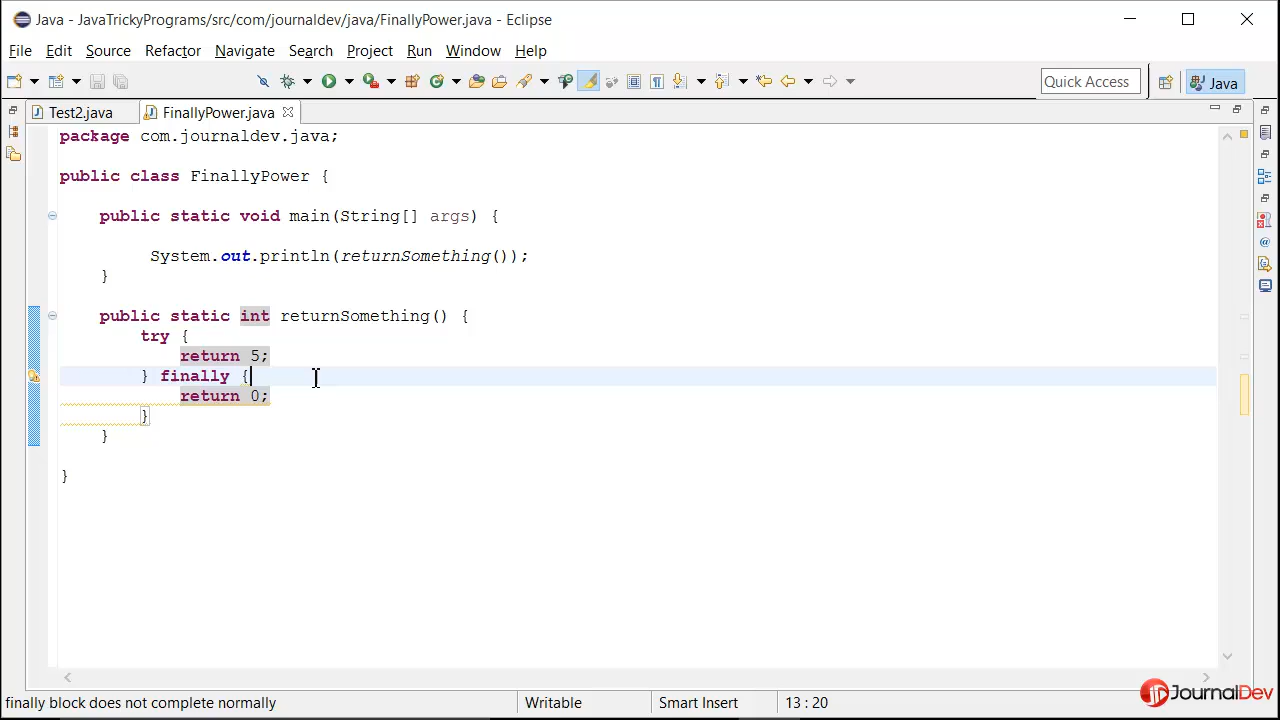 Java - JavaTrickyPrograms/src/com/journaldev/java/FinallyPower.java - Eclipse
File Edit Source Refactor Navigate Search Project Run Window Help
Quick Access Java
Test2.java FinallyPower.java
package com.journaldev.java;
public class FinallyPower {
public static void main(String[] args) {
System.out.println(returnSomething());
}
public static int returnSomething() {
try {
return 5;
} finally {
return 0;
}
}
}
finally block does not complete normally Writable Smart Insert 13 : 20
JournalDev